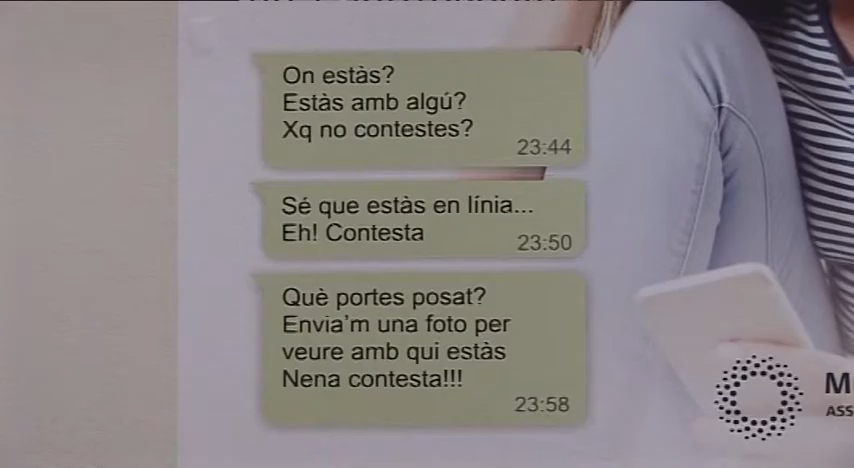 On estàs?
Estàs amb algú?
Xq no contestes?
23:44
Sé que estàs en línia...
Eh! Contesta
23:50
Què portes posat?
Envia'm una foto per
veure amb qui estàs
Nena contesta!!!
23:58